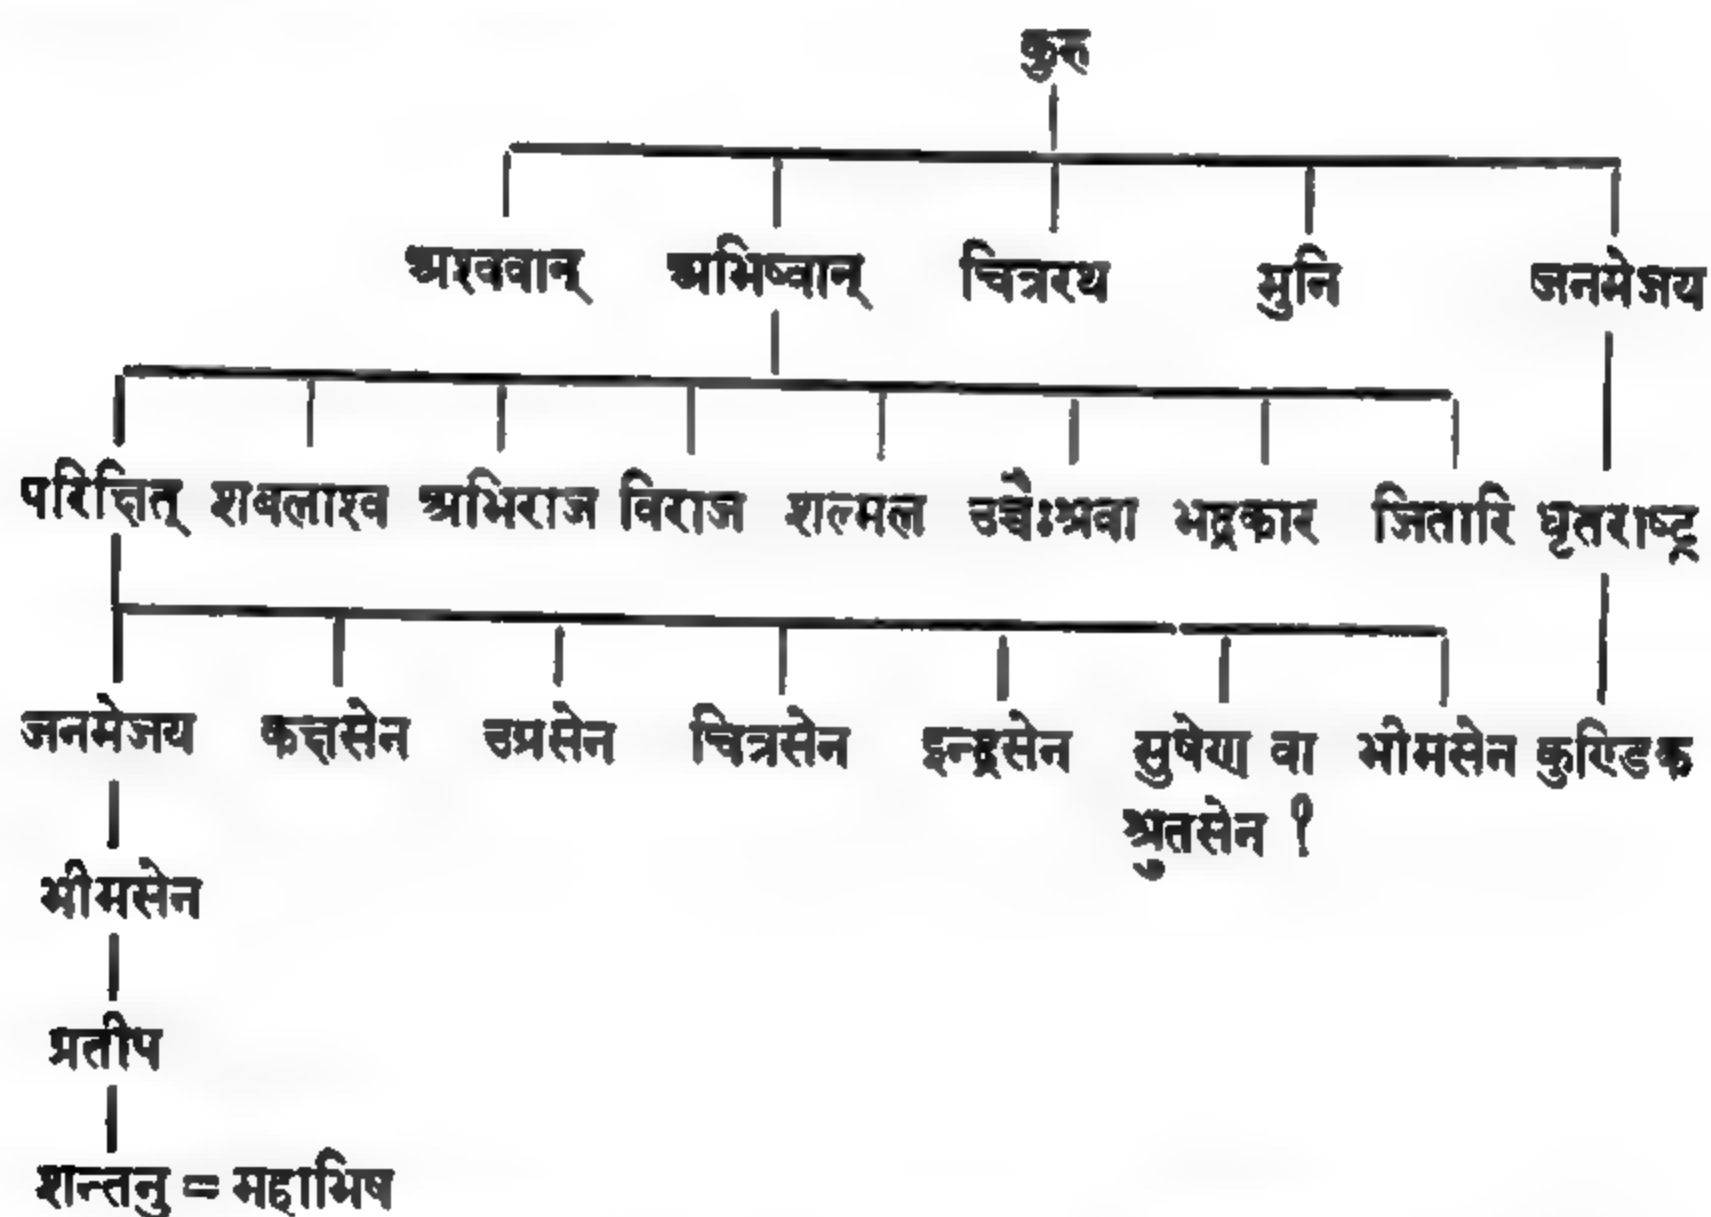 कुरु
अश्ववान् अभिष्वान् चित्ररथ मुनि जनमेजय
परिक्षित् शबलाश्व अभिराज विराज शल्मल उच्चैःश्रवा भद्रकार जितारि धृतराष्ट्र
जनमेजय कक्षसेन उग्रसेन चित्रसेन इन्द्रसेन सुषेण वा भीमसेन कुण्डिक
श्रुतसेन ?
भीमसेन
प्रतीप
शन्तनु = महाभिष